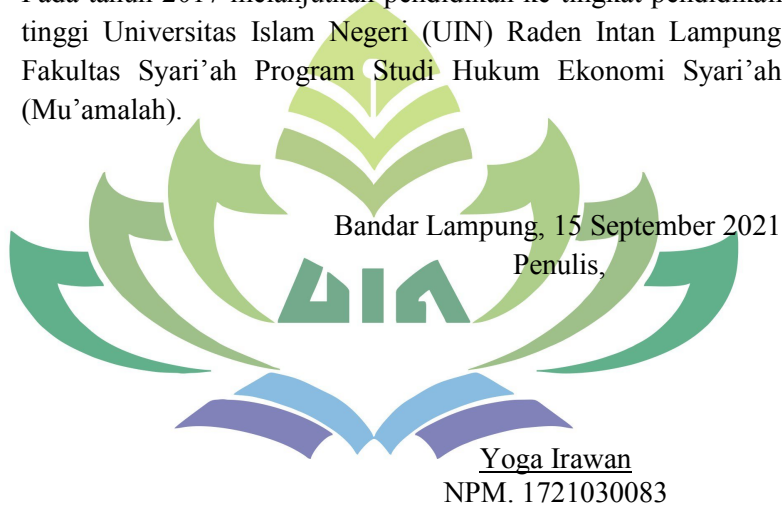 Pada tahun 2017 melanjutkan pendidikan ke tingkat pendidikan
tinggi Universitas Islam Negeri (UIN) Raden Intan Lampung
Fakultas Syari’ah Program Studi Hukum Ekonomi Syari’ah
(Mu’amalah).
Bandar Lampung, 15 September 2021
Penulis,
UIN
Yoga Irawan
NPM. 1721030083